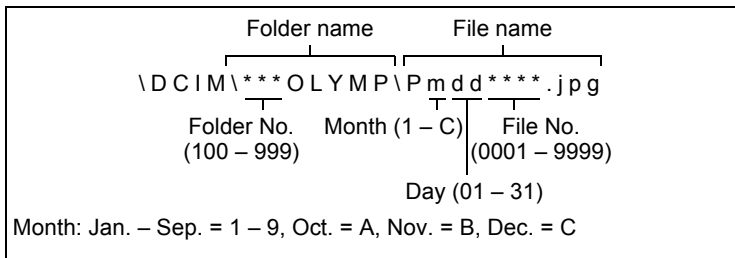 Folder name File name
\DCIM\***OLYMP\Pmdd****.jpg
Folder No. Month (1 – C) File No.
(100 – 999) (0001 – 9999)
Day (01 – 31)
Month: Jan. – Sep. = 1 – 9, Oct. = A, Nov. = B, Dec. = C